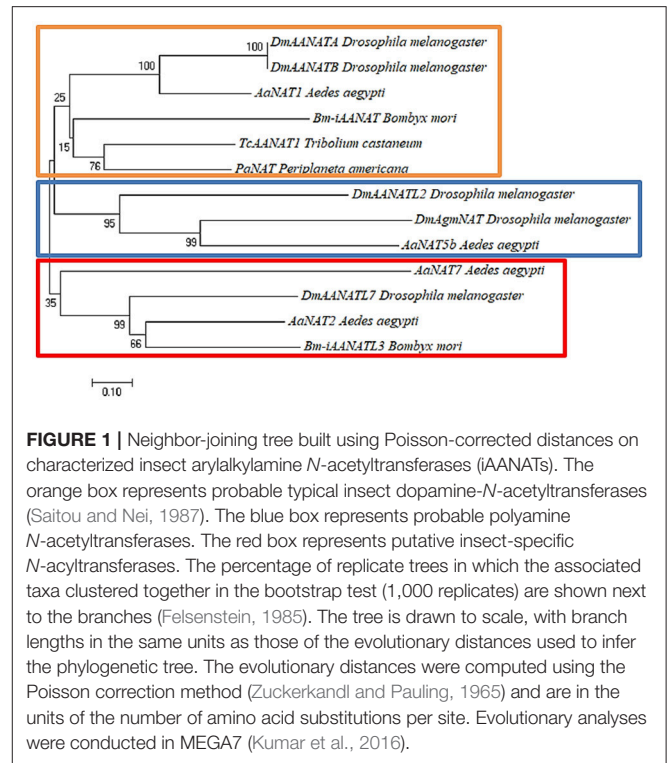 100
DmAANATA Drosophila melanogaster
100
DmAANATB Drosophila melanogaster
25
AaNAT1 Aedes aegypti
Bm-iAANAT Bombyx mori
15
TcAANAT1 Tribolium castaneum
76
PaNAT Periplaneta americana
DmAANATL2 Drosophila melanogaster
95
DmAgmNAT Drosophila melanogaster
99
AaNAT5b Aedes aegypti
AaNAT7 Aedes aegypti
35
DmAANATL7 Drosophila melanogaster
99
AaNAT2 Aedes aegypti
66
Bm-iAANATL3 Bombyx mori
0.10
FIGURE 1 | Neighbor-joining tree built using Poisson-corrected distances on
characterized insect arylalkylamine N-acetyltransferases (iAANATs). The
orange box represents probable typical insect dopamine-N-acetyltransferases
(Saitou and Nei, 1987). The blue box represents probable polyamine
N-acetyltransferases. The red box represents putative insect-specific
N-acyltransferases. The percentage of replicate trees in which the associated
taxa clustered together in the bootstrap test (1,000 replicates) are shown next
to the branches (Felsenstein, 1985). The tree is drawn to scale, with branch
lengths in the same units as those of the evolutionary distances used to infer
the phylogenetic tree. The evolutionary distances were computed using the
Poisson correction method (Zuckerkandl and Pauling, 1965) and are in the
units of the number of amino acid substitutions per site. Evolutionary analyses
were conducted in MEGA7 (Kumar et al., 2016).